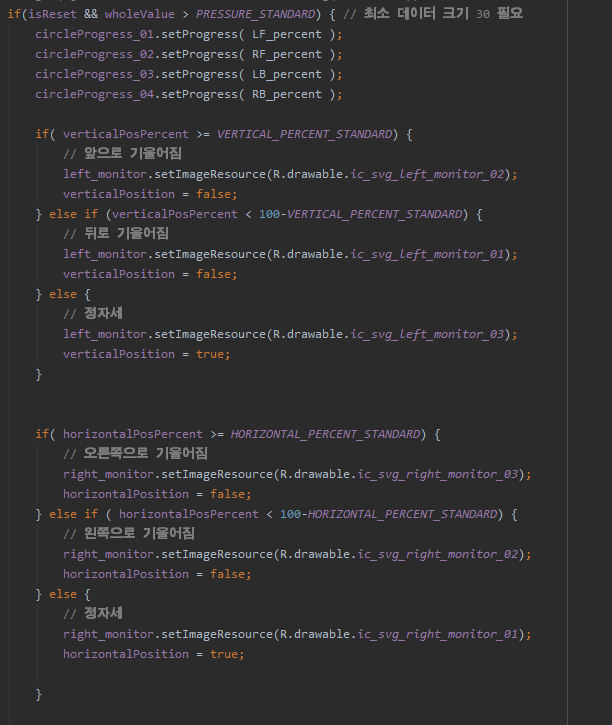 if(isReset && wholeValue > PRESSURE_STANDARD) { // 최소 데이터 크기 30 필요
circleProgress_01.setProgress( LF_percent );
circleProgress_02.setProgress( RF_percent );
circleProgress_03.setProgress( LB_percent );
circleProgress_04.setProgress( RB_percent );
if( verticalPosPercent >= VERTICAL_PERCENT_STANDARD) {
// 앞으로 기울어짐
left_monitor.setImageResource(R.drawable.ic_svg_left_monitor_02);
verticalPosition = false;
} else if (verticalPosPercent < 100-VERTICAL_PERCENT_STANDARD) {
// 뒤로 기울어짐
left_monitor.setImageResource(R.drawable.ic_svg_left_monitor_01);
verticalPosition = false;
} else {
// 정자세
left_monitor.setImageResource(R.drawable.ic_svg_left_monitor_03);
verticalPosition = true;
}
if( horizontalPosPercent >= HORIZONTAL_PERCENT_STANDARD) {
// 오른쪽으로 기울어짐
right_monitor.setImageResource(R.drawable.ic_svg_right_monitor_03);
horizontalPosition = false;
} else if ( horizontalPosPercent < 100-HORIZONTAL_PERCENT_STANDARD) {
// 왼쪽으로 기울어짐
right_monitor.setImageResource(R.drawable.ic_svg_right_monitor_02);
horizontalPosition = false;
} else {
// 정자세
right_monitor.setImageResource(R.drawable.ic_svg_right_monitor_01);
horizontalPosition = true;
}